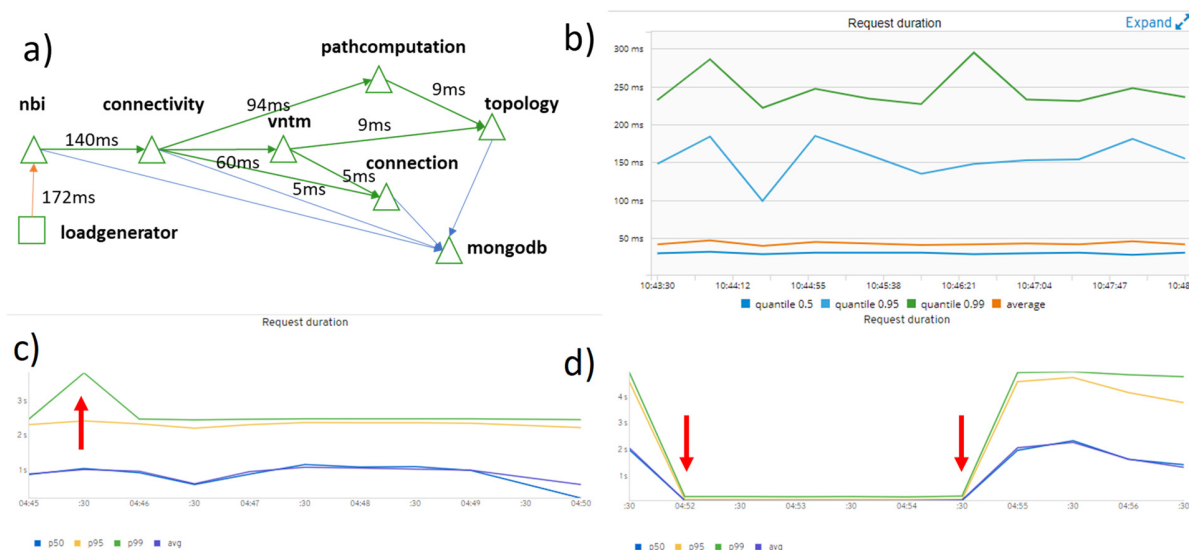 a)
pathcomputation
nbi
connectivity
94ms
9ms
topology
vntm
140ms
9ms
connection
60ms
5ms
5ms
172ms
loadgenerator
mongodb
b)
Request duration
Expand
300 ms
250 ms
200 ms
150 ms
100 ms
50 ms
10:43:30 10:44:12 10:44:55 10:45:38 10:46:21 10:47:04 10:47:47 10:48
quantile 0.5 quantile 0.95 quantile 0.99 average
Request duration
c)
Request duration
3 s
2 s
1 s
04:45 :30 04:46 :30 04:47 :30 04:48 :30 04:49 :30 04:50
p50 p95 p99 avg
d)
4 s
3 s
2 s
1 s
:30 04:52 :30 04:53 :30 04:54 :30 04:55 :30 04:56 :30
p50 p95 p99 avg